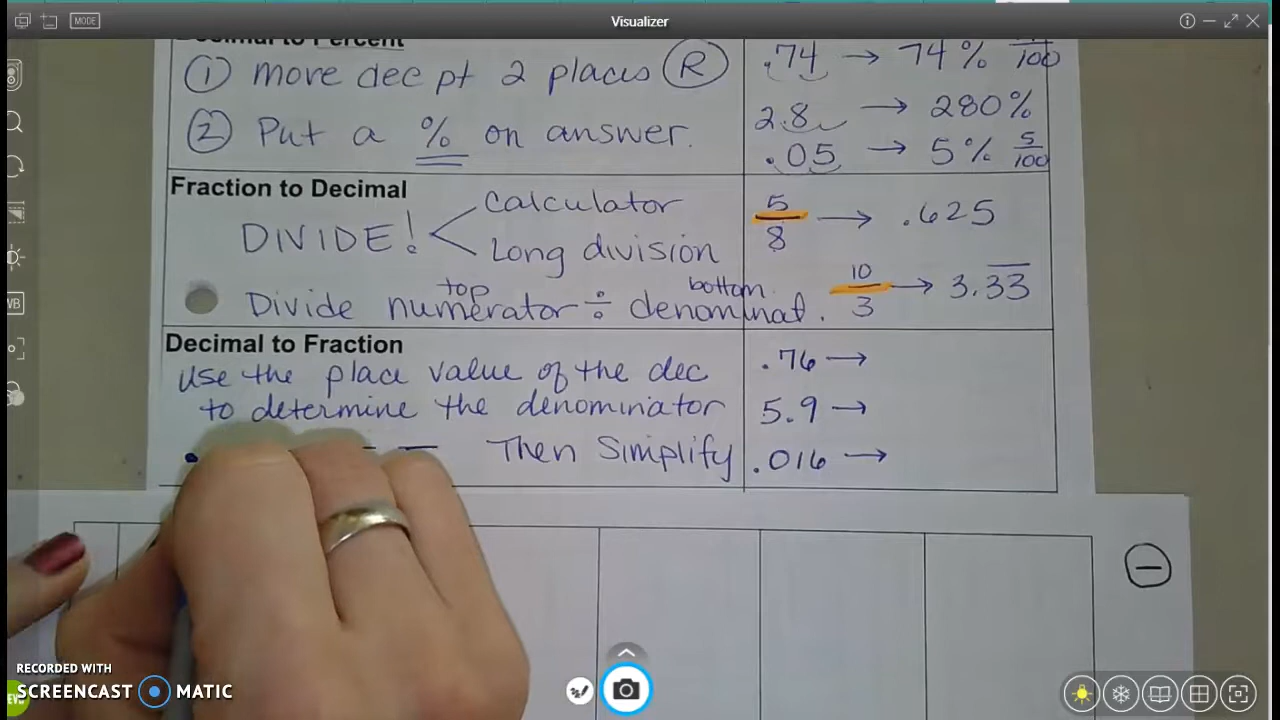 MODE
Visualizer
Decimal to Percent
① more dec pt 2 places Ⓡ
.74 → 74% /100
② Put a % on answer.
2.8 → 280%
.05 → 5% 5/100
Fraction to Decimal
DIVIDE! < Calculator
Long division
5/8 → .625
Divide numerator ÷ denominat.
top bottom
10/3 → 3.33
Decimal to Fraction
Use the place value of the dec
to determine the denominator
Then Simplify
.76 →
5.9 →
.016 →
WB
RECORDED WITH
SCREENCAST MATIC